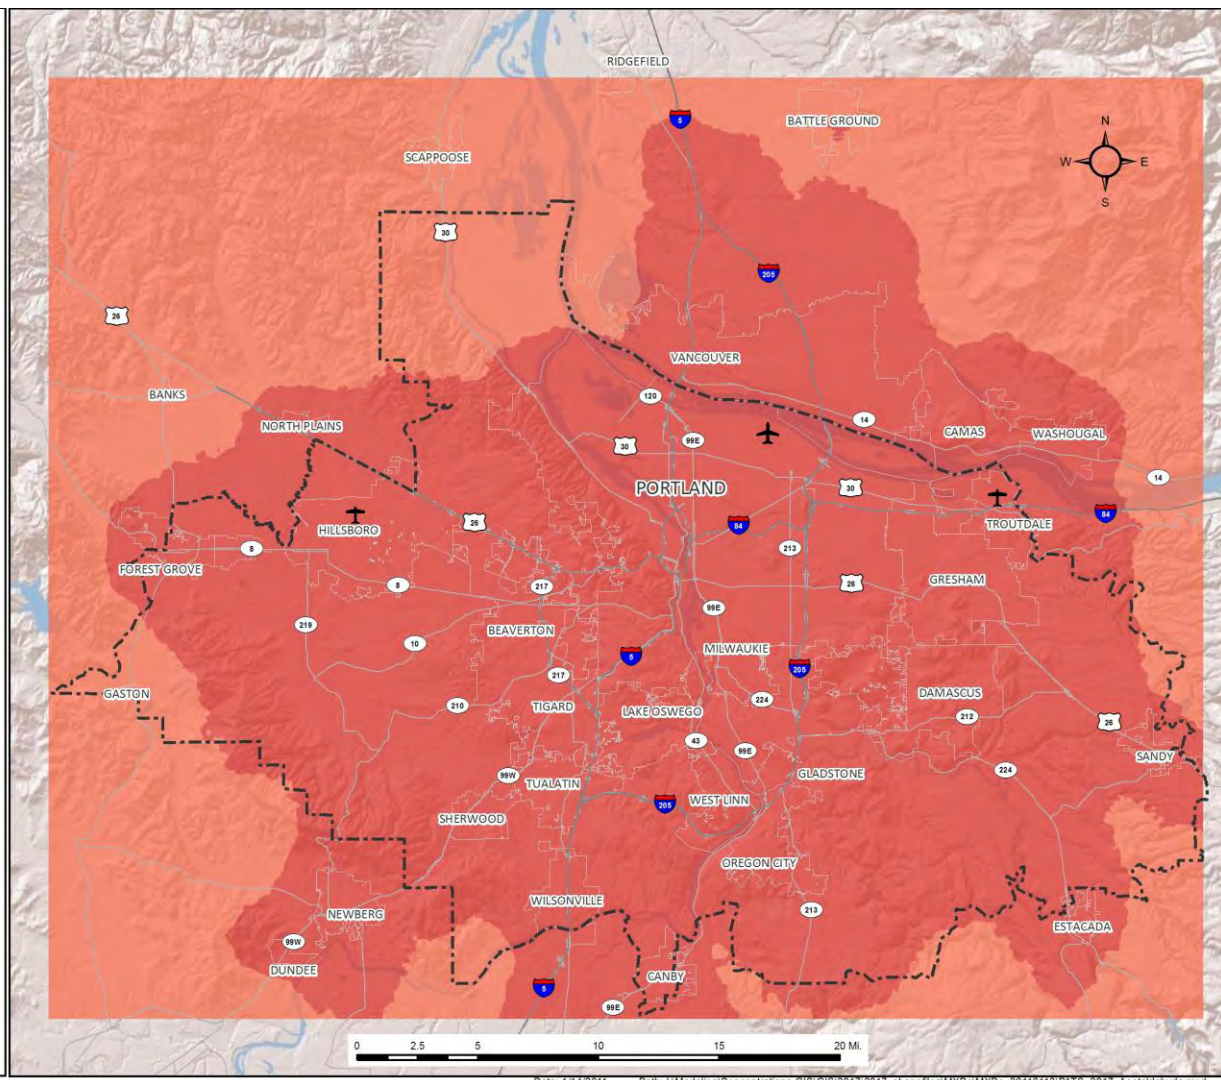 RIDGEFIELD
5
BATTLE GROUND
N
W E
S
SCAPPOOSE
30
205
26
VANCOUVER
BANKS
120
14
NORTH PLAINS
99E
30
CAMAS
WASHOUGAL
14
PORTLAND
30
TROUTDALE
84
HILLSBORO
26
84
213
8
FOREST GROVE
8
217
26
GRESHAM
219
BEAVERTON
99E
10
5
MILWAUKIE
205
217
GASTON
210
TIGARD
LAKE OSWEGO
224
DAMASCUS
212
26
43
99E
SANDY
99W
TUALATIN
GLADSTONE
224
205
WEST LINN
SHERWOOD
OREGON CITY
WILSONVILLE
213
NEWBERG
ESTACADA
99W
DUNDEE
5
CANBY
99E
0 2.5 5 10 15 20 Mi.